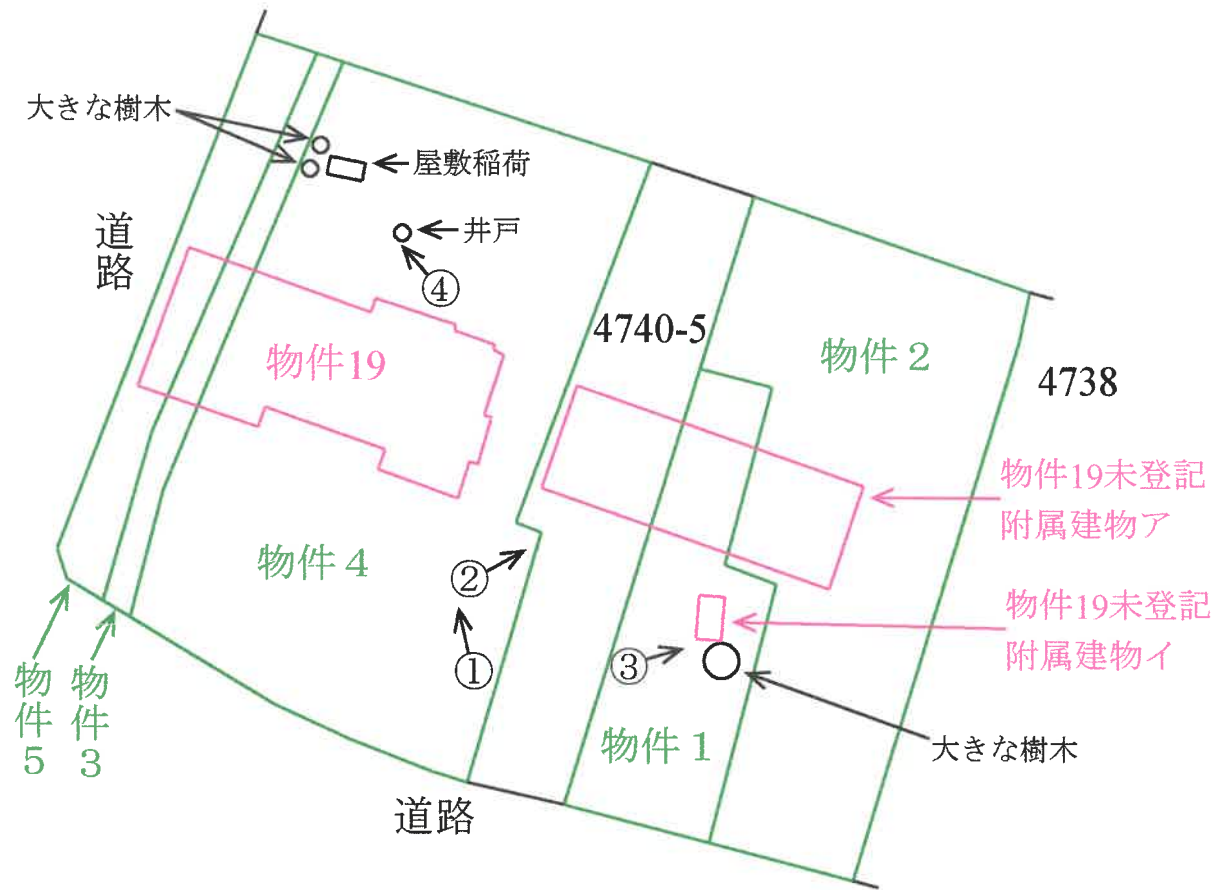 大きな樹木
屋敷稲荷
道路
井戸
④
4740-5
物件19
物件２
4738
物件19未登記
附属建物ア
物件４
②
物件19未登記
附属建物イ
①
③
物件５
物件３
物件１
大きな樹木
道路